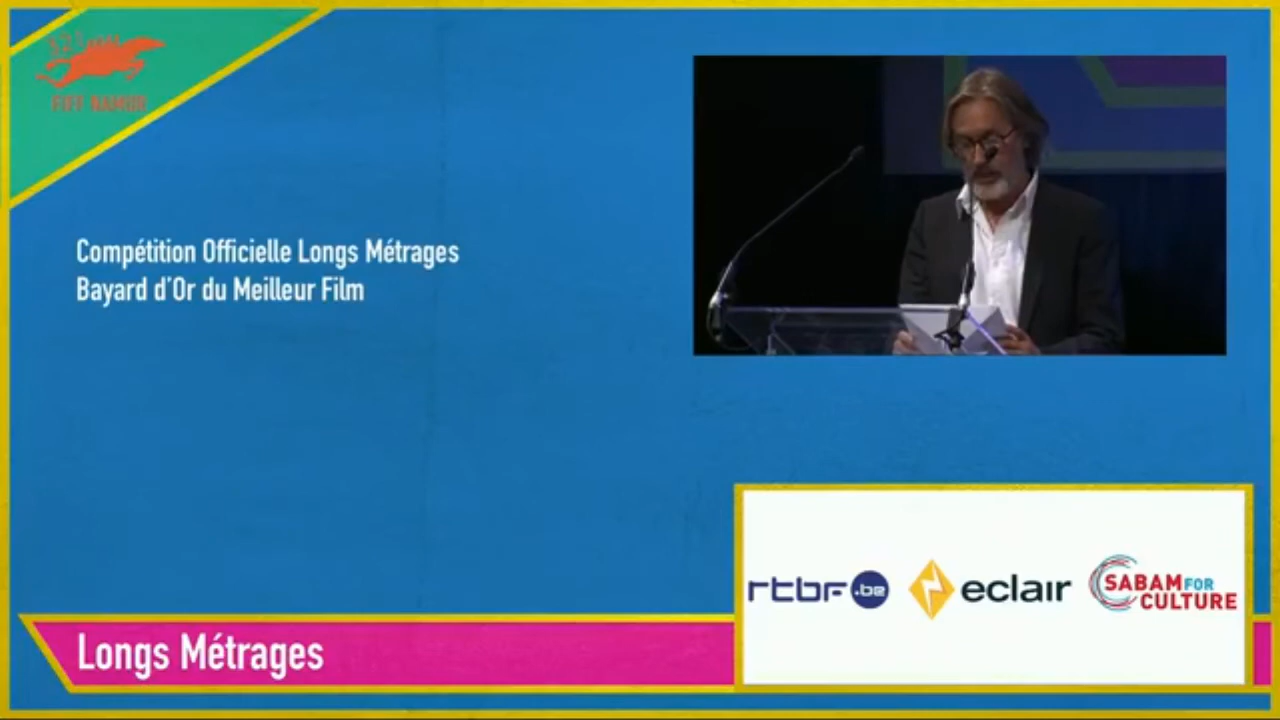 FIFF NAMUR
Compétition Officielle Longs Métrages
Bayard d'Or du Meilleur Film
rtbf.be
eclair
SABAM FOR
CULTURE
Longs Métrages